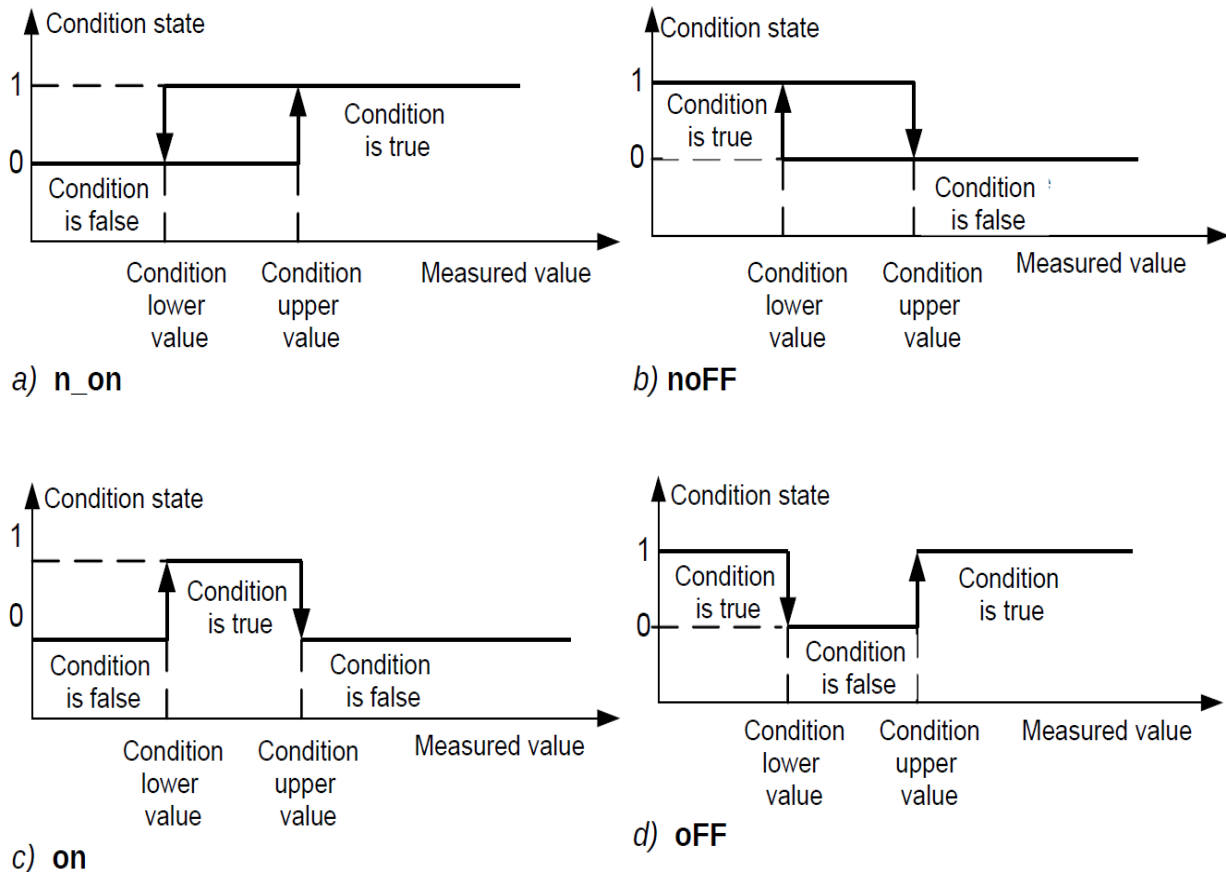 Condition state
1
Condition
is true
0
Condition
is false
Condition
lower
value
Condition
upper
value
Measured value
a) n_on
Condition state
1
Condition
is true
0
Condition
is false
Measured value
Condition
lower
value
Condition
upper
value
b) noFF
Condition state
1
Condition
is true
0
Condition
is false
Condition
is false
Measured value
Condition
lower
value
Condition
upper
value
c) on
Condition state
1
Condition
is true
Condition
is true
0
Condition
is false
Condition
lower
value
Condition
upper
value
Measured value
d) oFF